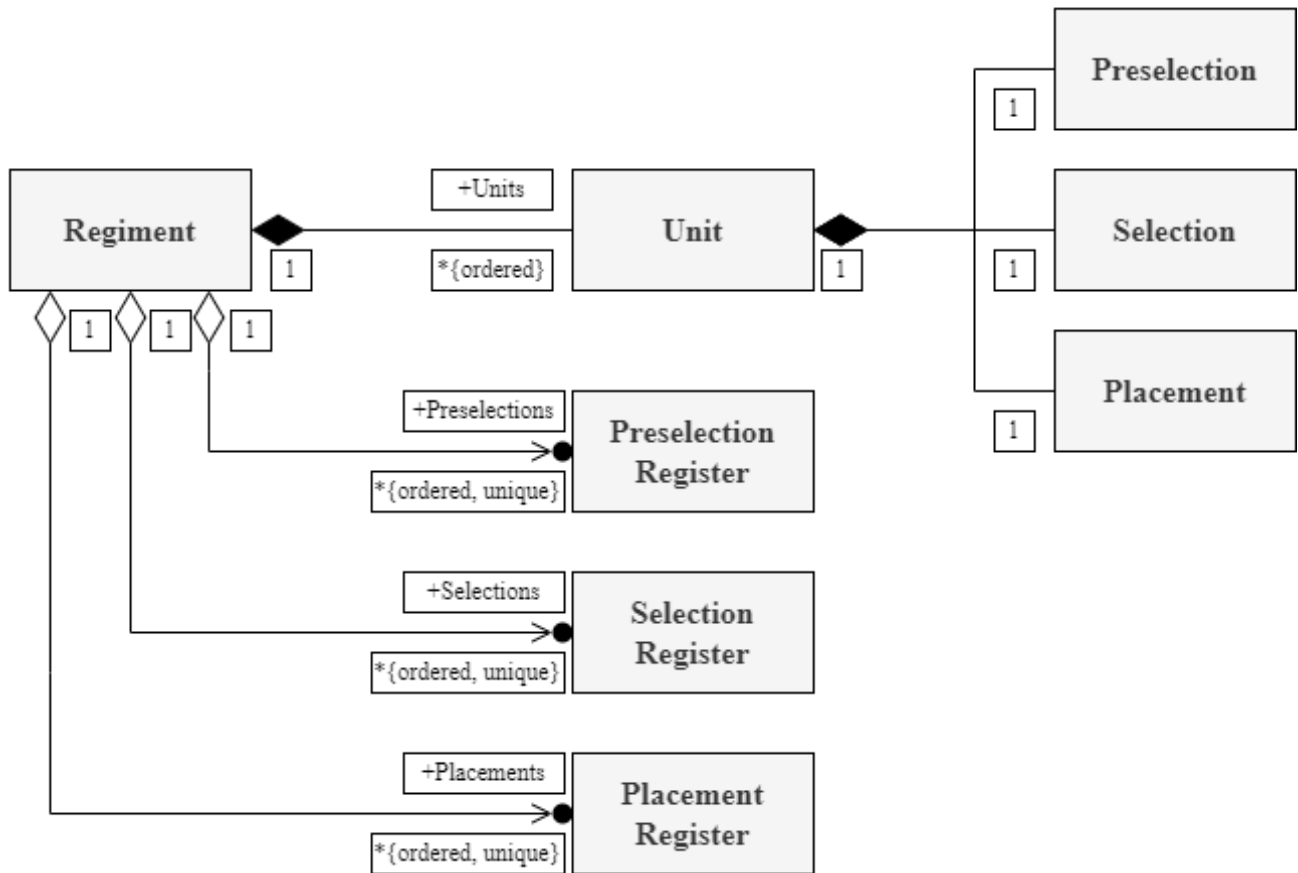 Preselection
1
+Units
Regiment
Unit
Selection
1
*{ordered}
1
1
1
1
1
Placement
+Preselections
Preselection
Register
1
*{ordered, unique}
+Selections
Selection
Register
*{ordered, unique}
+Placements
Placement
Register
*{ordered, unique}